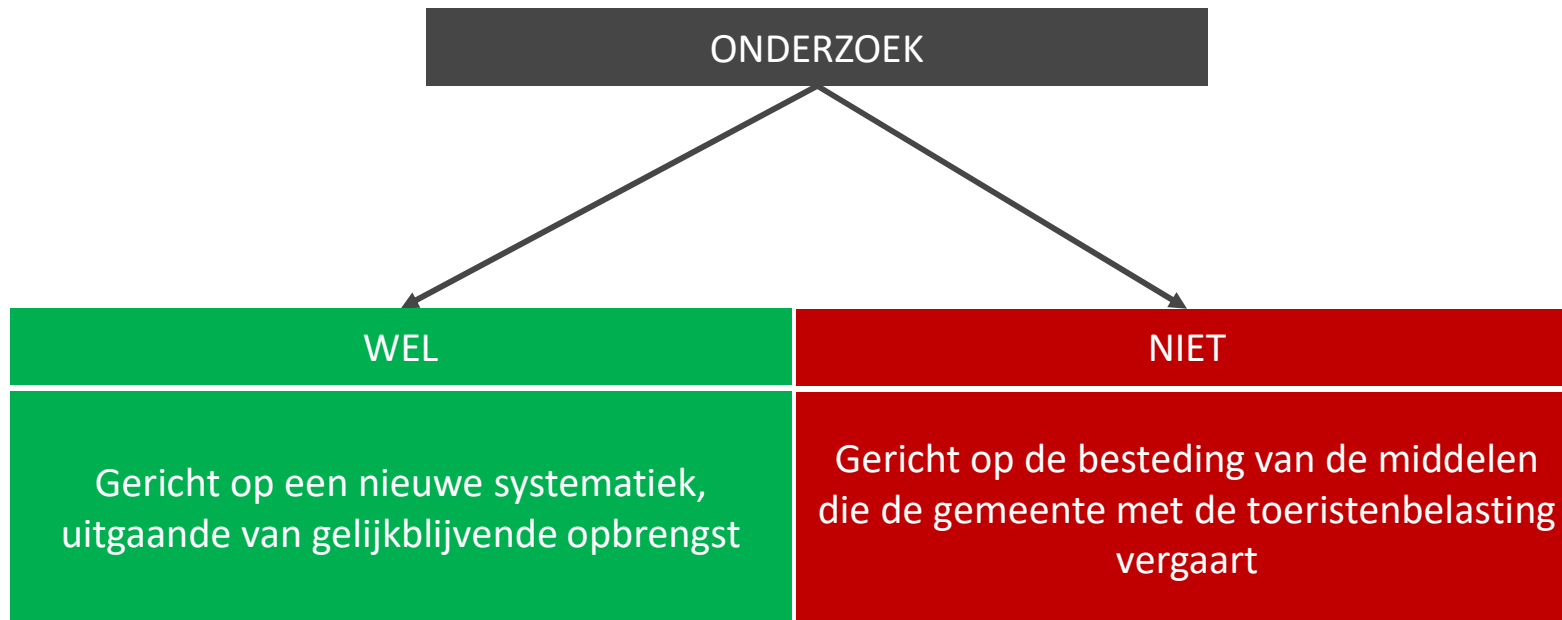 ONDERZOEK
WEL
NIET
Gericht op een nieuwe systematiek,
uitgaande van gelijkblijvende opbrengst
Gericht op de besteding van de middelen
die de gemeente met de toeristenbelasting
vergaart